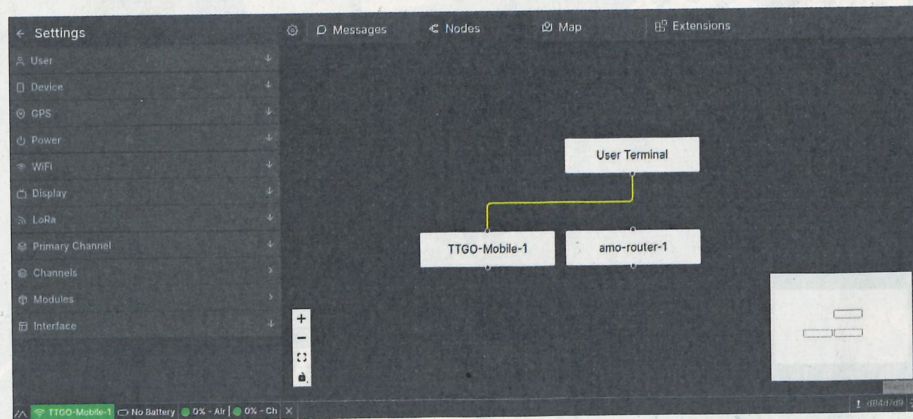 Settings
Messages
Nodes
Map
Extensions
User
Device
GPS
Power
WiFi
Display
LoRa
Primary Channel
Channels
Modules
Interface
User Terminal
TTGO-Mobile-1
amo-router-1
TTGO-Mobile-1 No Battery 0% - Air 0% - Ch